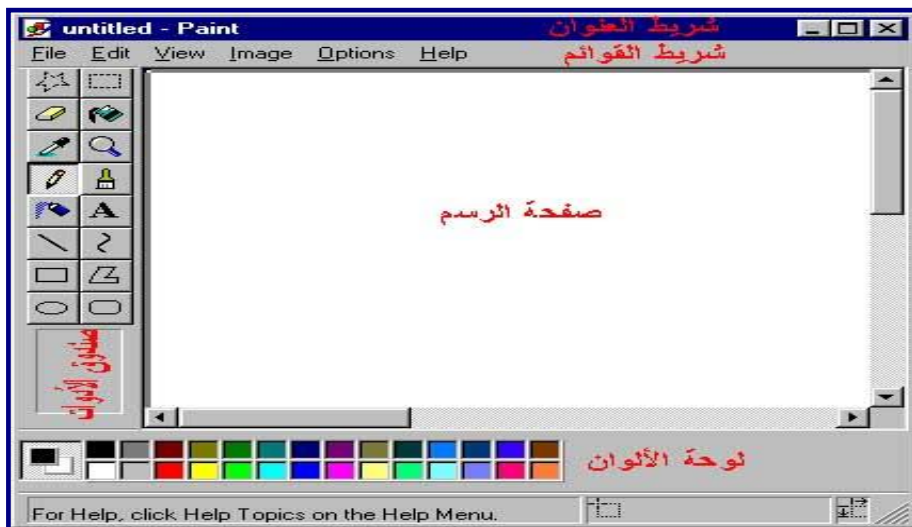 untitled - Paint شريط العنوان
File Edit View Image Options Help شريط القوائم
A
صفحة الرسم
صندوق الأدوات
لوحة الألوان
For Help, click Help Topics on the Help Menu.